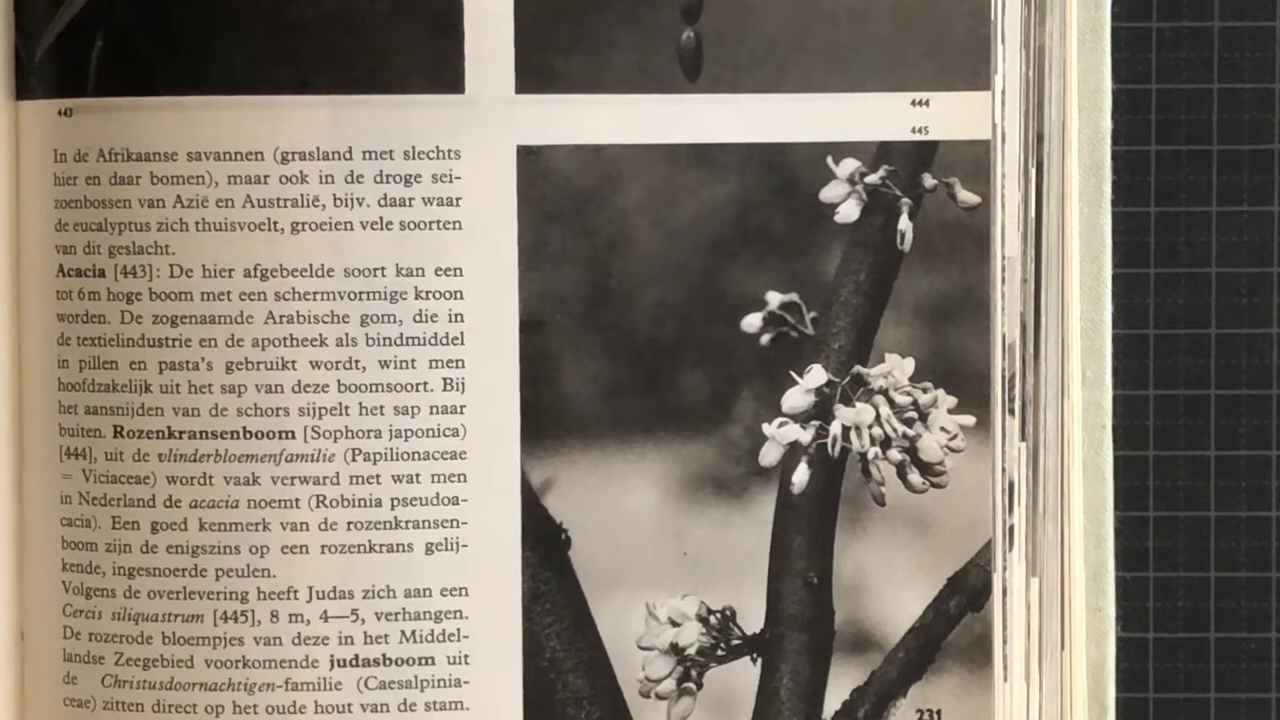 443
444
445
In de Afrikaanse savannen (grasland met slechts
hier en daar bomen), maar ook in de droge sei-
zoenbossen van Azië en Australië, bijv. daar waar
de eucalyptus zich thuisvoelt, groeien vele soorten
van dit geslacht.
Acacia [443]: De hier afgebeelde soort kan een
tot 6m hoge boom met een schermvormige kroon
worden. De zogenaamde Arabische gom, die in
de textielindustrie en de apotheek als bindmiddel
in pillen en pasta's gebruikt wordt, wint men
hoofdzakelijk uit het sap van deze boomsoort. Bij
het aansnijden van de schors sijpelt het sap naar
buiten. Rozenkransenboom [Sophora japonica)
[444], uit de vlinderbloemenfamilie (Papilionaceae
= Viciaceae) wordt vaak verward met wat men
in Nederland de acacia noemt (Robinia pseudoa-
cacia). Een goed kenmerk van de rozenkransen-
boom zijn de enigszins op een rozenkrans gelij-
kende, ingesnoerde peulen.
Volgens de overlevering heeft Judas zich aan een
Cercis siliquastrum [445], 8 m, 4—5, verhangen.
De rozerode bloempjes van deze in het Middel-
landse Zeegebied voorkomende judasboom uit
de Christusdoornachtigen-familie (Caesalpinia-
ceae) zitten direct op het oude hout van de stam.
231